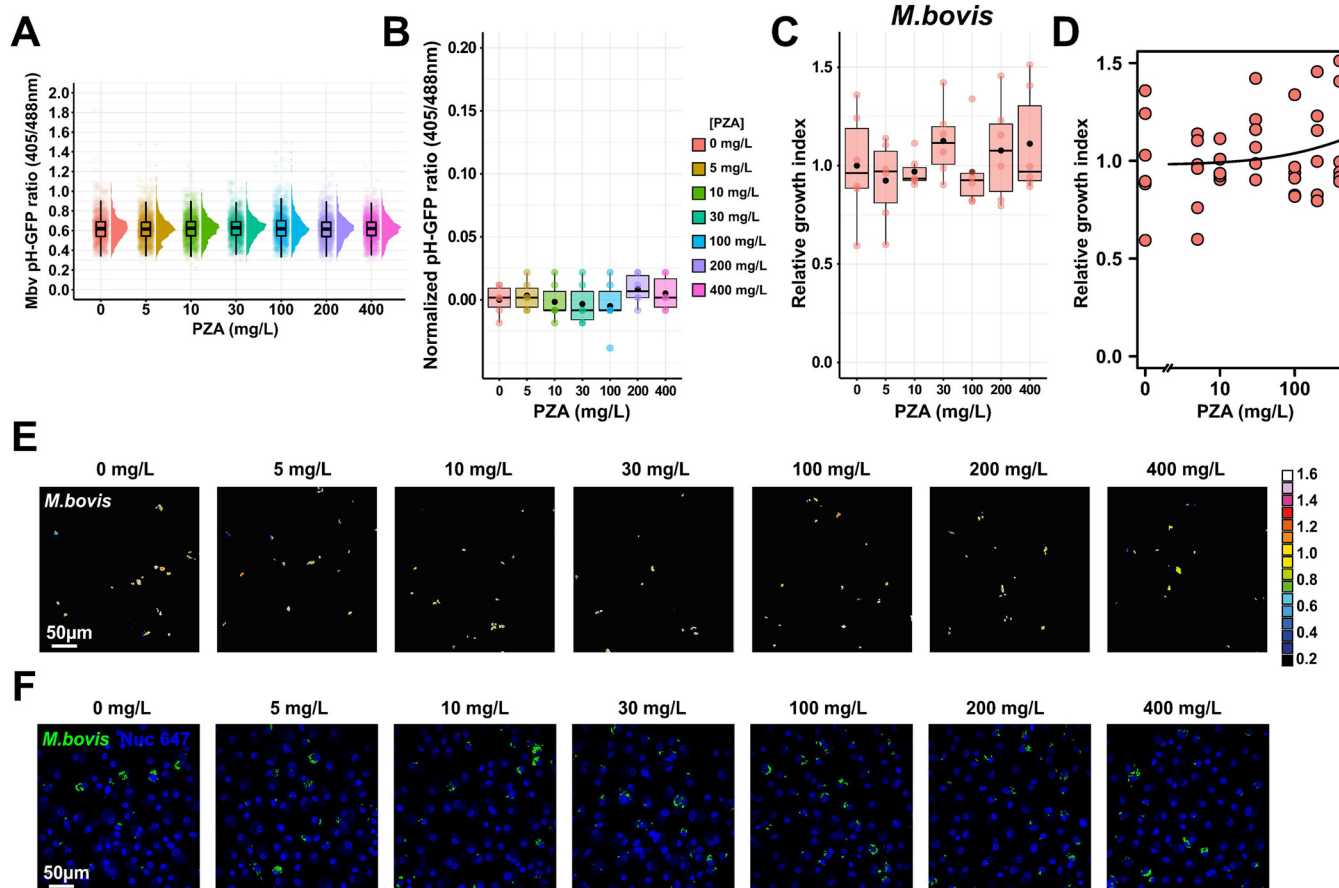 A
Mbv pH-GFP ratio (405/488nm)
2.0
1.8
1.6
1.4
1.2
1.0
0.8
0.6
0.4
0.2
0.0
0 5 10 30 100 200 400
PZA (mg/L)
B
Normalized pH-GFP ratio (405/488nm)
0.20
0.15
0.10
0.05
0.00
0 5 10 30 100 200 400
PZA (mg/L)
[PZA]
0 mg/L
5 mg/L
10 mg/L
30 mg/L
100 mg/L
200 mg/L
400 mg/L
M.bovis
C
Relative growth index
1.5
1.0
0.5
0.0
0 5 10 30 100 200 400
PZA (mg/L)
D
Relative growth index
1.5
1.0
0.5
0.0
0 10 100
PZA (mg/L)
E
0 mg/L 5 mg/L 10 mg/L 30 mg/L 100 mg/L 200 mg/L 400 mg/L
M.bovis
50µm
1.6
1.4
1.2
1.0
0.8
0.6
0.4
0.2
F
0 mg/L 5 mg/L 10 mg/L 30 mg/L 100 mg/L 200 mg/L 400 mg/L
M.bovis Nuc 647
50µm